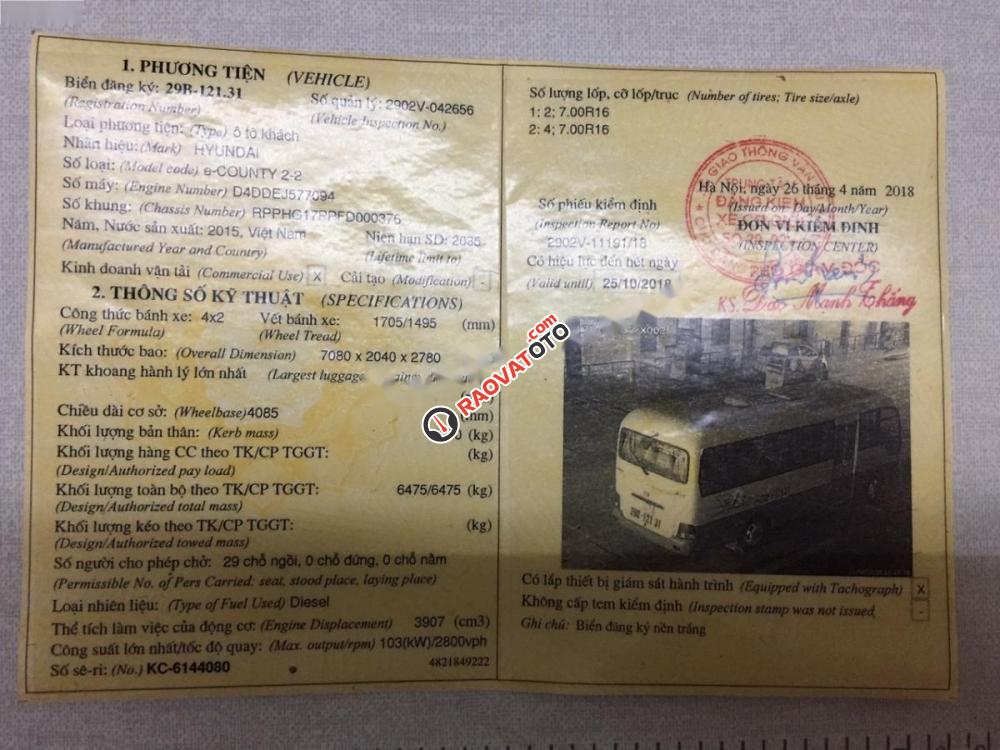 1. PHƯƠNG TIỆN (VEHICLE)
Biển đăng ký: 29B-121.31
(Registration Number)
Số quản lý: 2902V-042656
(Vehicle Inspection No.)
Loại phương tiện: (Type) ô tô khách
Nhãn hiệu: (Mark) HYUNDAI
Số loại: (Model code) e-COUNTY 2-2
Số máy: (Engine Number) D4DDEJ577094
Số khung: (Chassis Number) RPPHG17RPFD000376
Năm, Nước sản xuất: 2015, Việt Nam
(Manufactured Year and Country)
Niên hạn SD: 2035
(Lifetime limit to)
Kinh doanh vận tải (Commercial Use) X Cải tạo (Modification) -
2. THÔNG SỐ KỸ THUẬT (SPECIFICATIONS)
Công thức bánh xe: 4x2
(Wheel Formula)
Vết bánh xe: 1705/1495 (mm)
(Wheel Tread)
Kích thước bao: (Overall Dimension) 7080 x 2040 x 2780
KT khoang hành lý lớn nhất (Largest luggage
Chiều dài cơ sở: (Wheelbase) 4085 (mm)
Khối lượng bản thân: (Kerb mass) (kg)
Khối lượng hàng CC theo TK/CP TGGT: (kg)
(Design/Authorized pay load)
Khối lượng toàn bộ theo TK/CP TGGT: 6475/6475 (kg)
(Design/Authorized total mass)
Khối lượng kéo theo TK/CP TGGT: (kg)
(Design/Authorized towed mass)
Số người cho phép chở: 29 chỗ ngồi, 0 chỗ đứng, 0 chỗ nằm
(Permissible No. of Pers Carried: seat, stood place, laying place)
Loại nhiên liệu: (Type of Fuel Used) Diesel
Thể tích làm việc của động cơ: (Engine Displacement) 3907 (cm3)
Công suất lớn nhất/tốc độ quay: (Max. output/rpm) 103(kW)/2800vph
Số sê-ri: (No.) KC-6144080
4821849222
Số lượng lốp, cỡ lốp/trục (Number of tires; Tire size/axle)
1: 2; 7.00R16
2: 4; 7.00R16
GIAO THÔNG VẬN
ĐĂNG KIỂM
Hà Nội, ngày 26 tháng 4 năm 2018
(Issued on: Day/Month/Year)
Số phiếu kiểm định
(Inspection Report No)
2902V-11191/18
ĐƠN VỊ KIỂM ĐỊNH
(INSPECTION CENTER)
Có hiệu lực đến hết ngày
(Valid until) 25/10/2018
PHÓ GIÁM ĐỐC
KS. Đào Mạnh Thắng
RAOVATOTO.com
29B 121.31
Có lắp thiết bị giám sát hành trình (Equipped with Tachograph) X
Không cấp tem kiểm định (Inspection stamp was not issued) -
Ghi chú: Biển đăng ký nền trắng